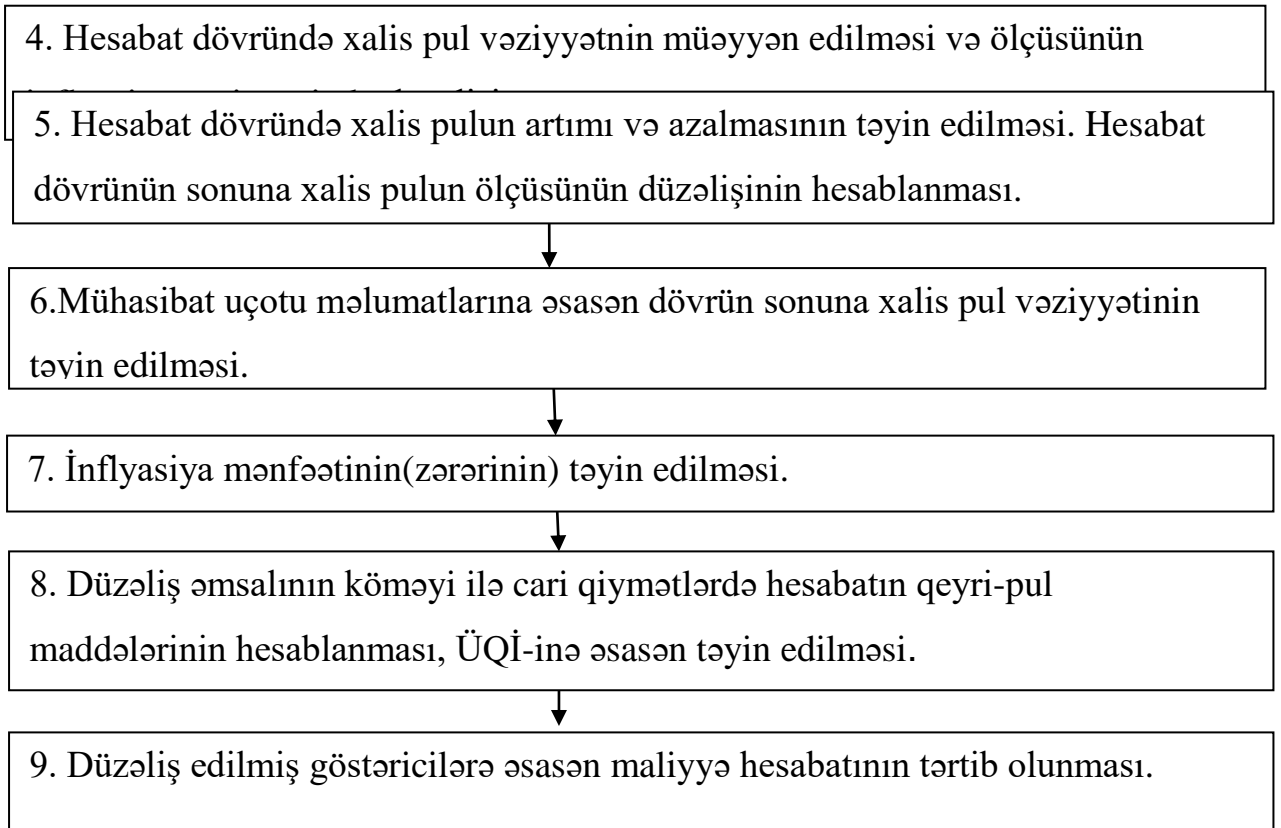 4. Hesabat dövründə xalis pul vəziyyətnin müəyyən edilməsi və ölçüsünün
5. Hesabat dövründə xalis pulun artımı və azalmasının təyin edilməsi. Hesabat
dövrünün sonuna xalis pulun ölçüsünün düzəlişinin hesablanması.
6.Mühasibat uçotu məlumatlarına əsasən dövrün sonuna xalis pul vəziyyətinin
təyin edilməsi.
7. İnflyasiya mənfəətinin(zərərinin) təyin edilməsi.
8. Düzəliş əmsalının köməyi ilə cari qiymətlərdə hesabatın qeyri-pul
maddələrinin hesablanması, ÜQİ-inə əsasən təyin edilməsi.
9. Düzəliş edilmiş göstəricilərə əsasən maliyyə hesabatının tərtib olunması.